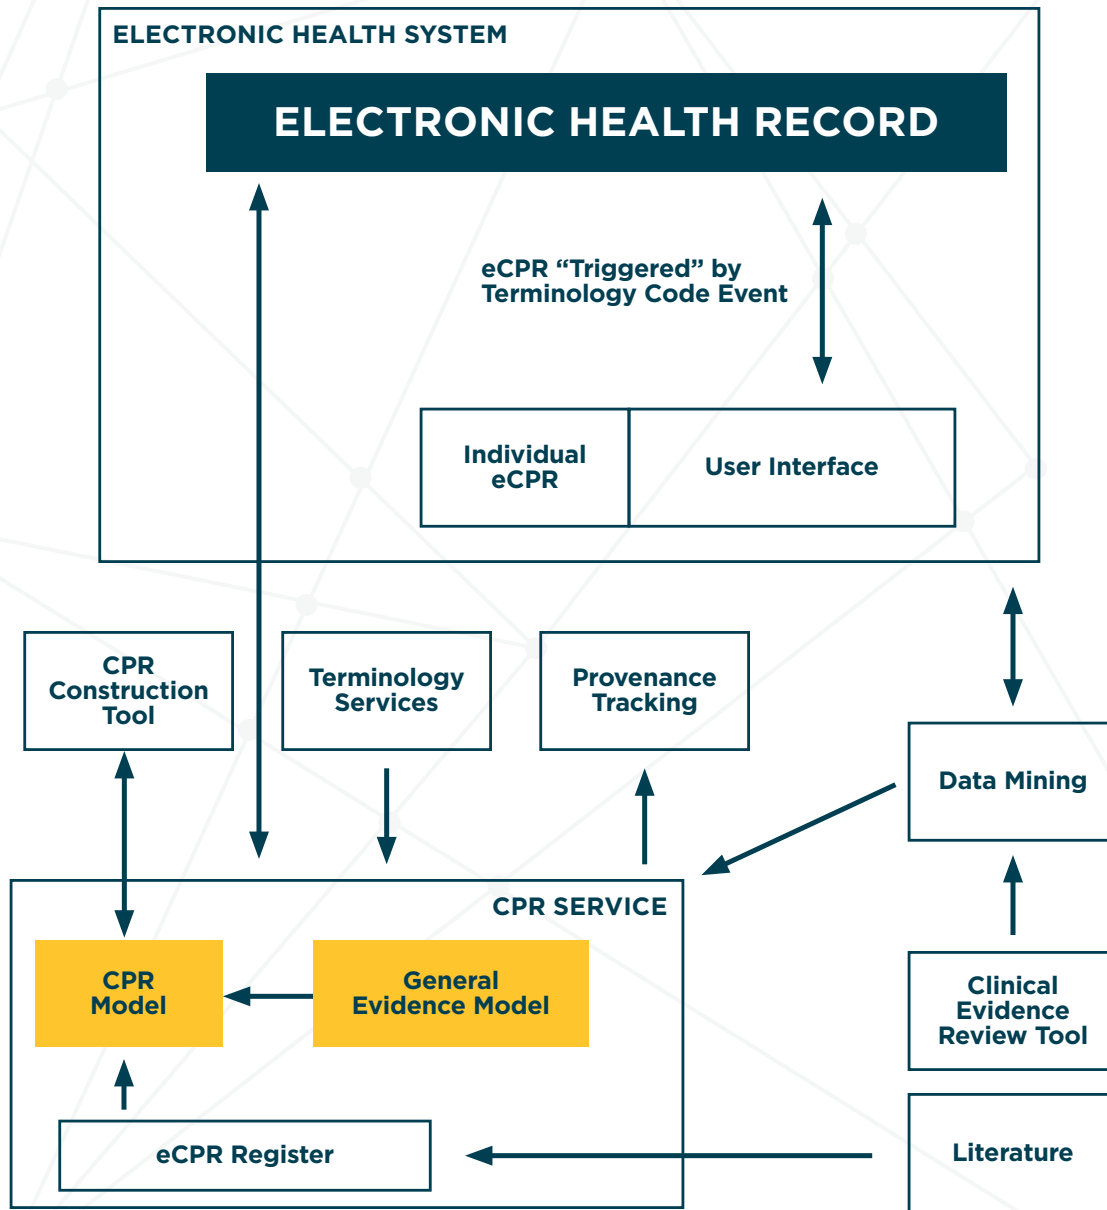 ELECTRONIC HEALTH SYSTEM
ELECTRONIC HEALTH RECORD
eCPR “Triggered” by
Terminology Code Event
Individual
eCPR
User Interface
CPR
Construction
Tool
Terminology
Services
Provenance
Tracking
Data Mining
CPR SERVICE
CPR
Model
General
Evidence Model
Clinical
Evidence
Review Tool
eCPR Register
Literature